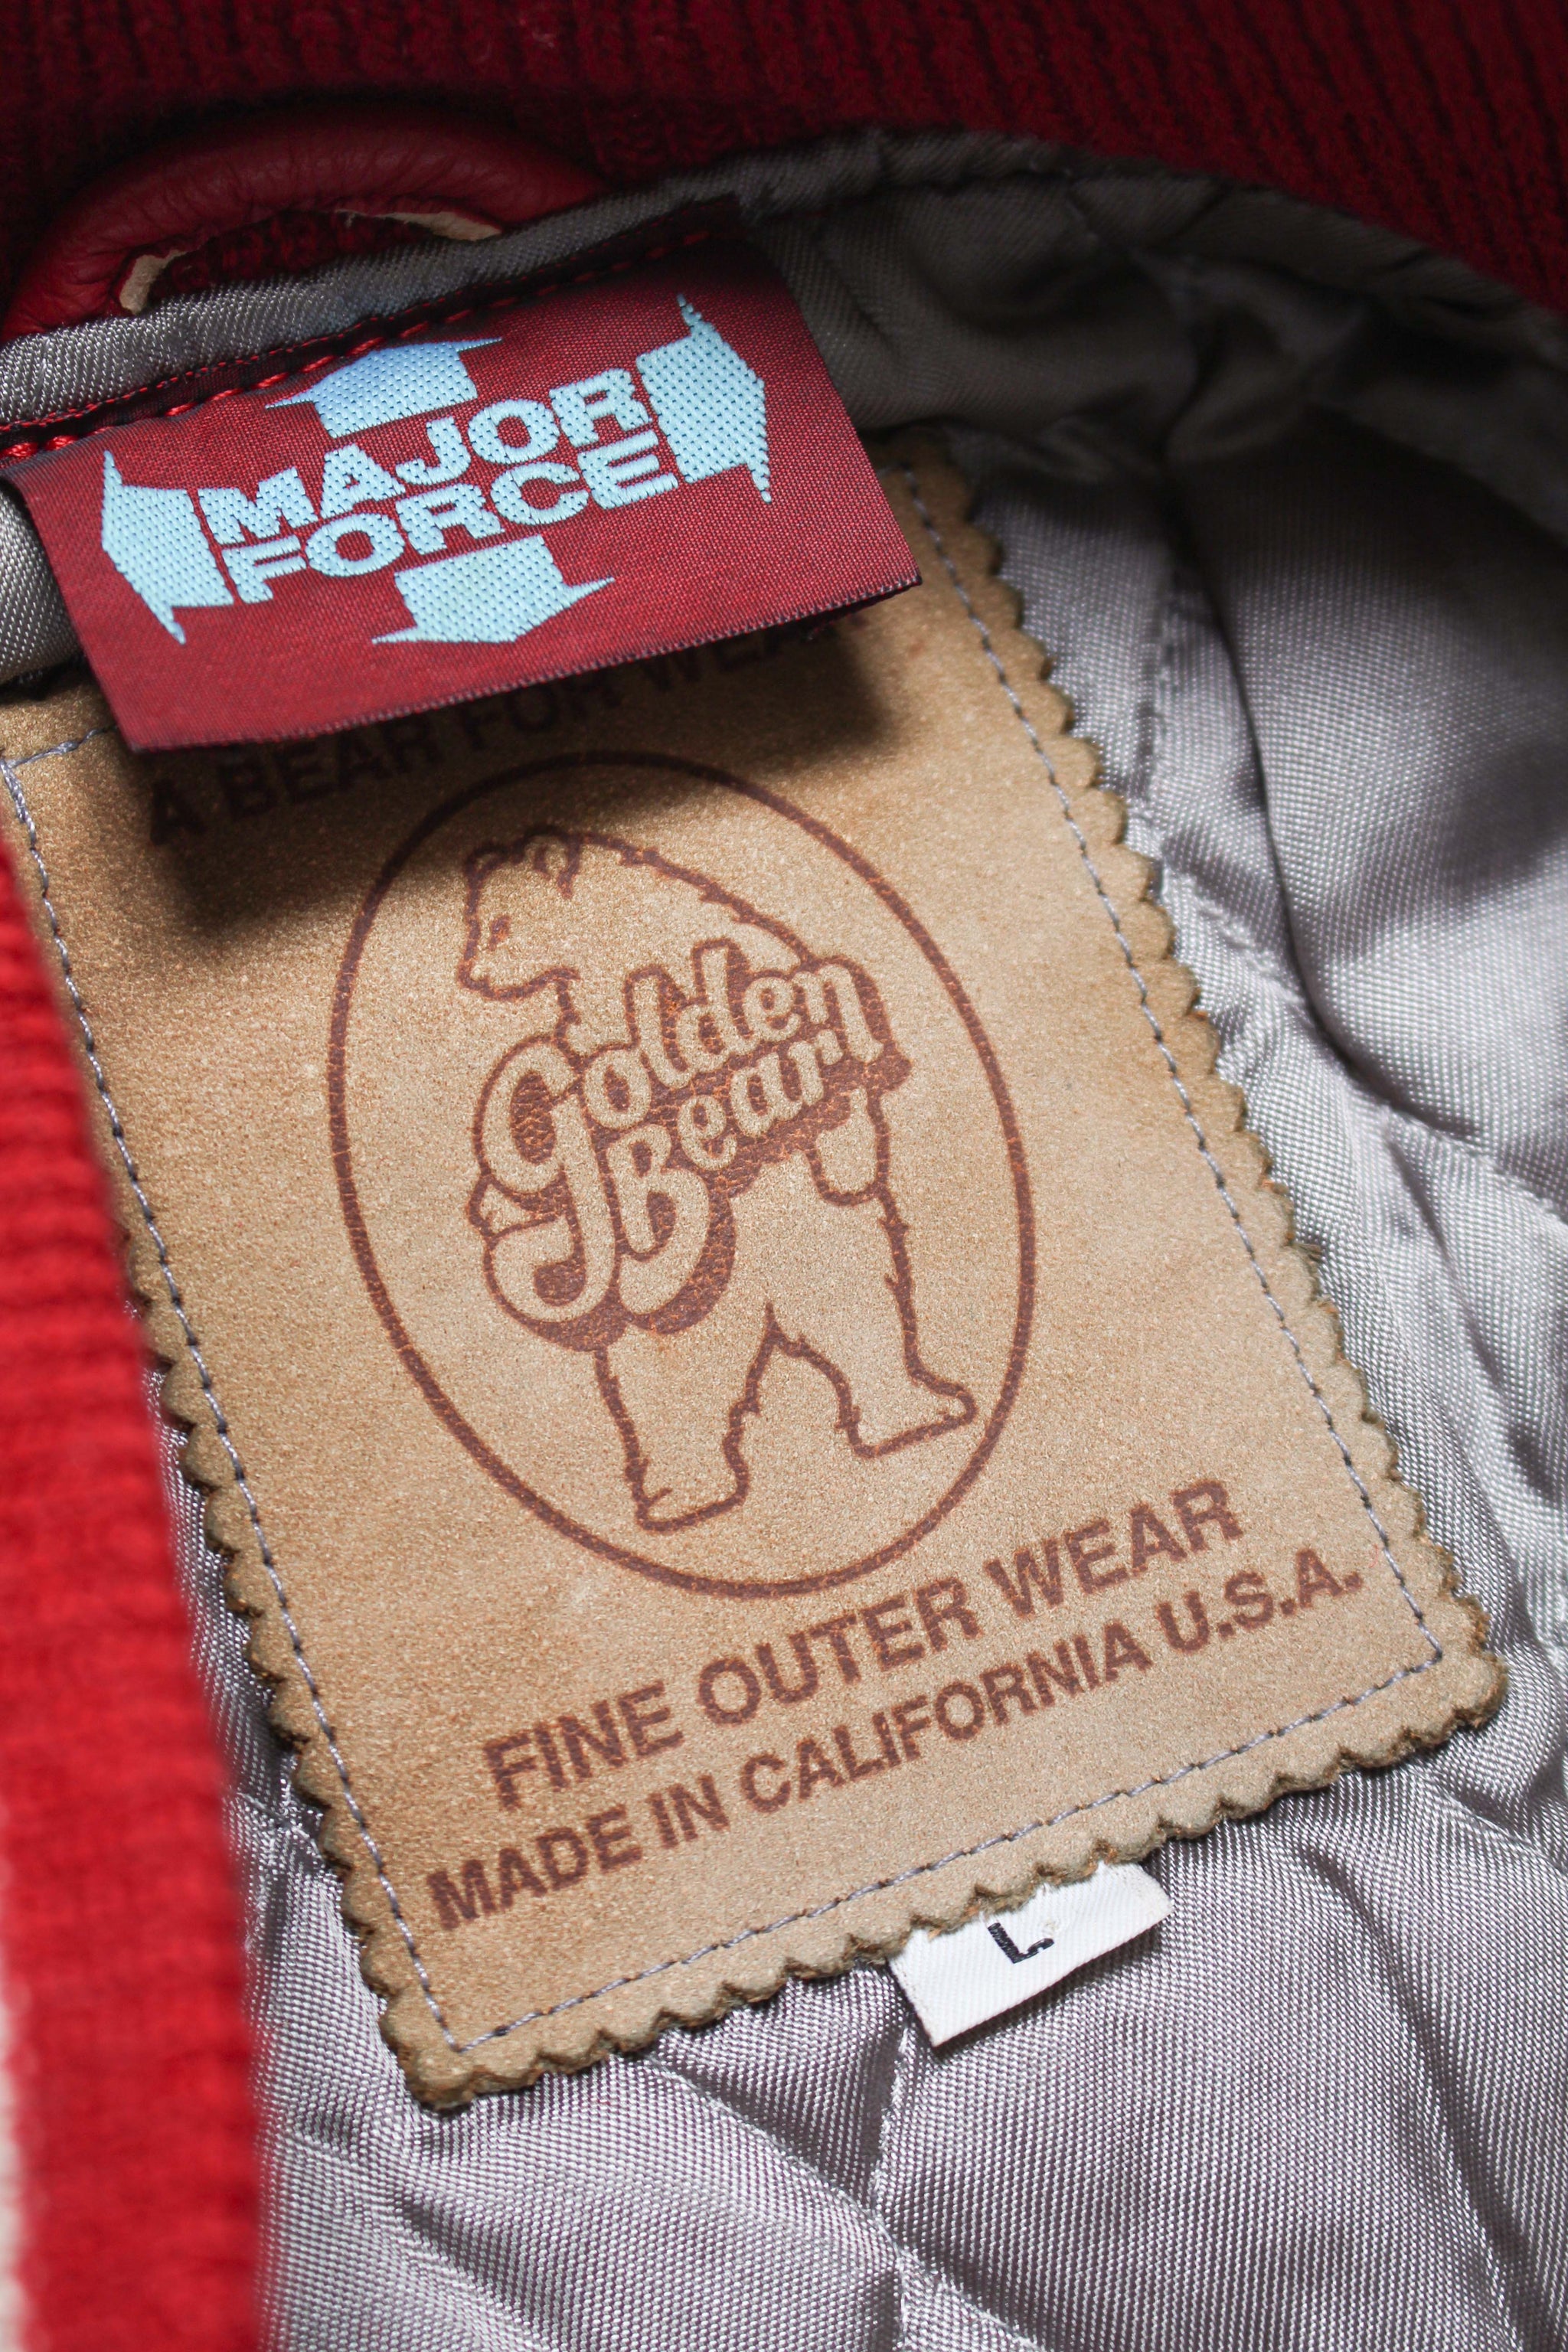 MAJOR
FORCE
A BEAR FOR WEAR
Golden
Bear
FINE OUTER WEAR
MADE IN CALIFORNIA U.S.A.
L